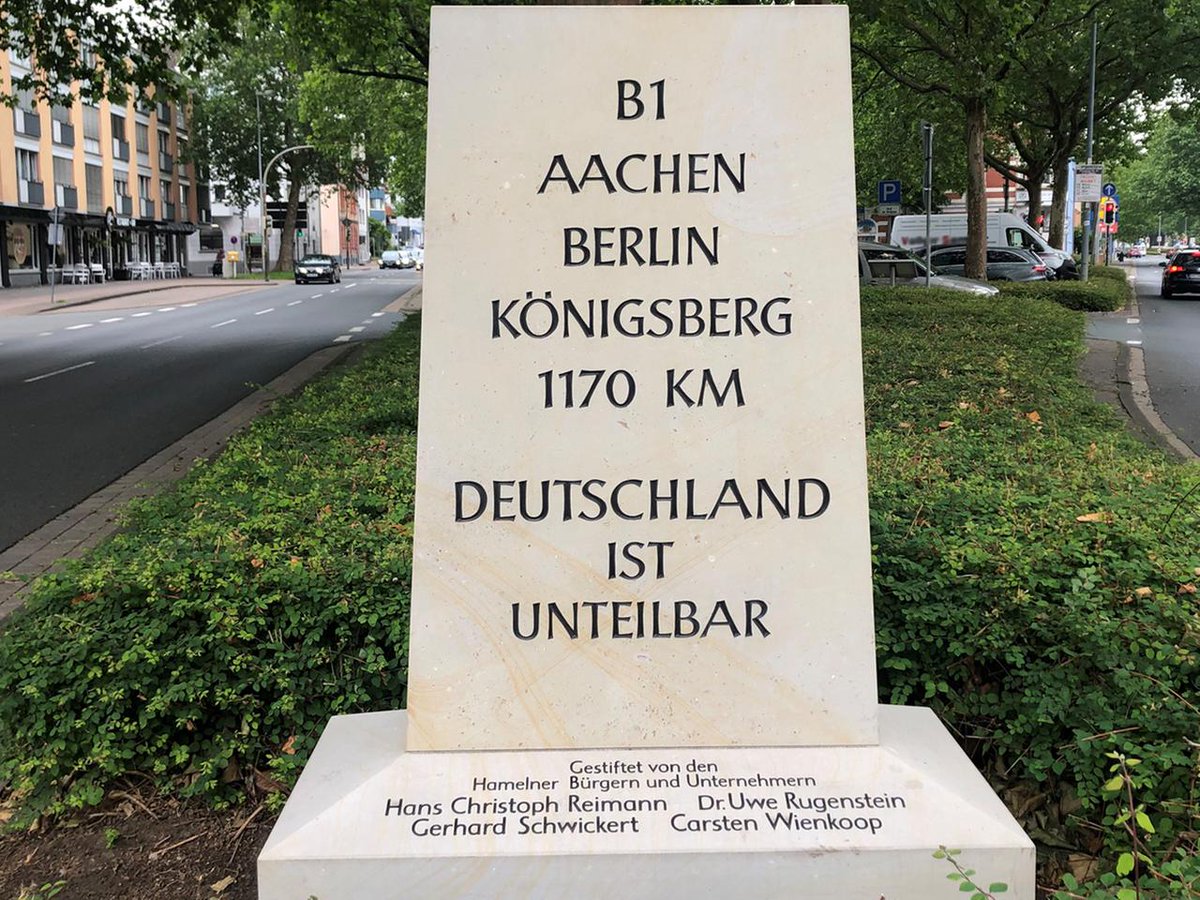 B1
AACHEN
BERLIN
KÖNIGSBERG
1170 KM
DEUTSCHLAND
IST
UNTEILBAR
Gestiftet von den
Hamelner Bürgern und Unternehmern
Hans Christoph Reimann Dr. Uwe Rugenstein
Gerhard Schwickert Carsten Wienkoop
P